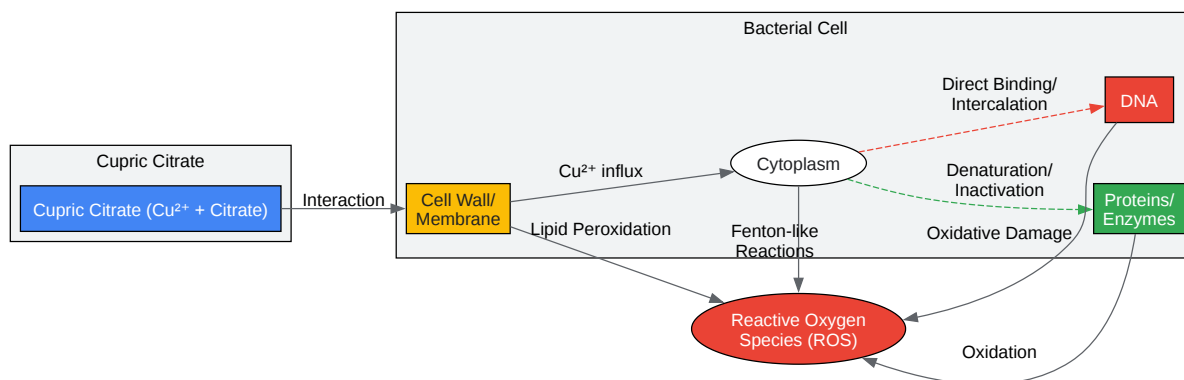 Bacterial Cell
Direct Binding/
Intercalation
DNA
Cupric Citrate
Cupric Citrate (Cu²⁺ + Citrate)
Interaction
Cell Wall/
Membrane
Cu²⁺ influx
Cytoplasm
Denaturation/
Inactivation
Proteins/
Enzymes
Lipid Peroxidation
Fenton-like
Reactions
Oxidative Damage
Reactive Oxygen
Species (ROS)
Oxidation